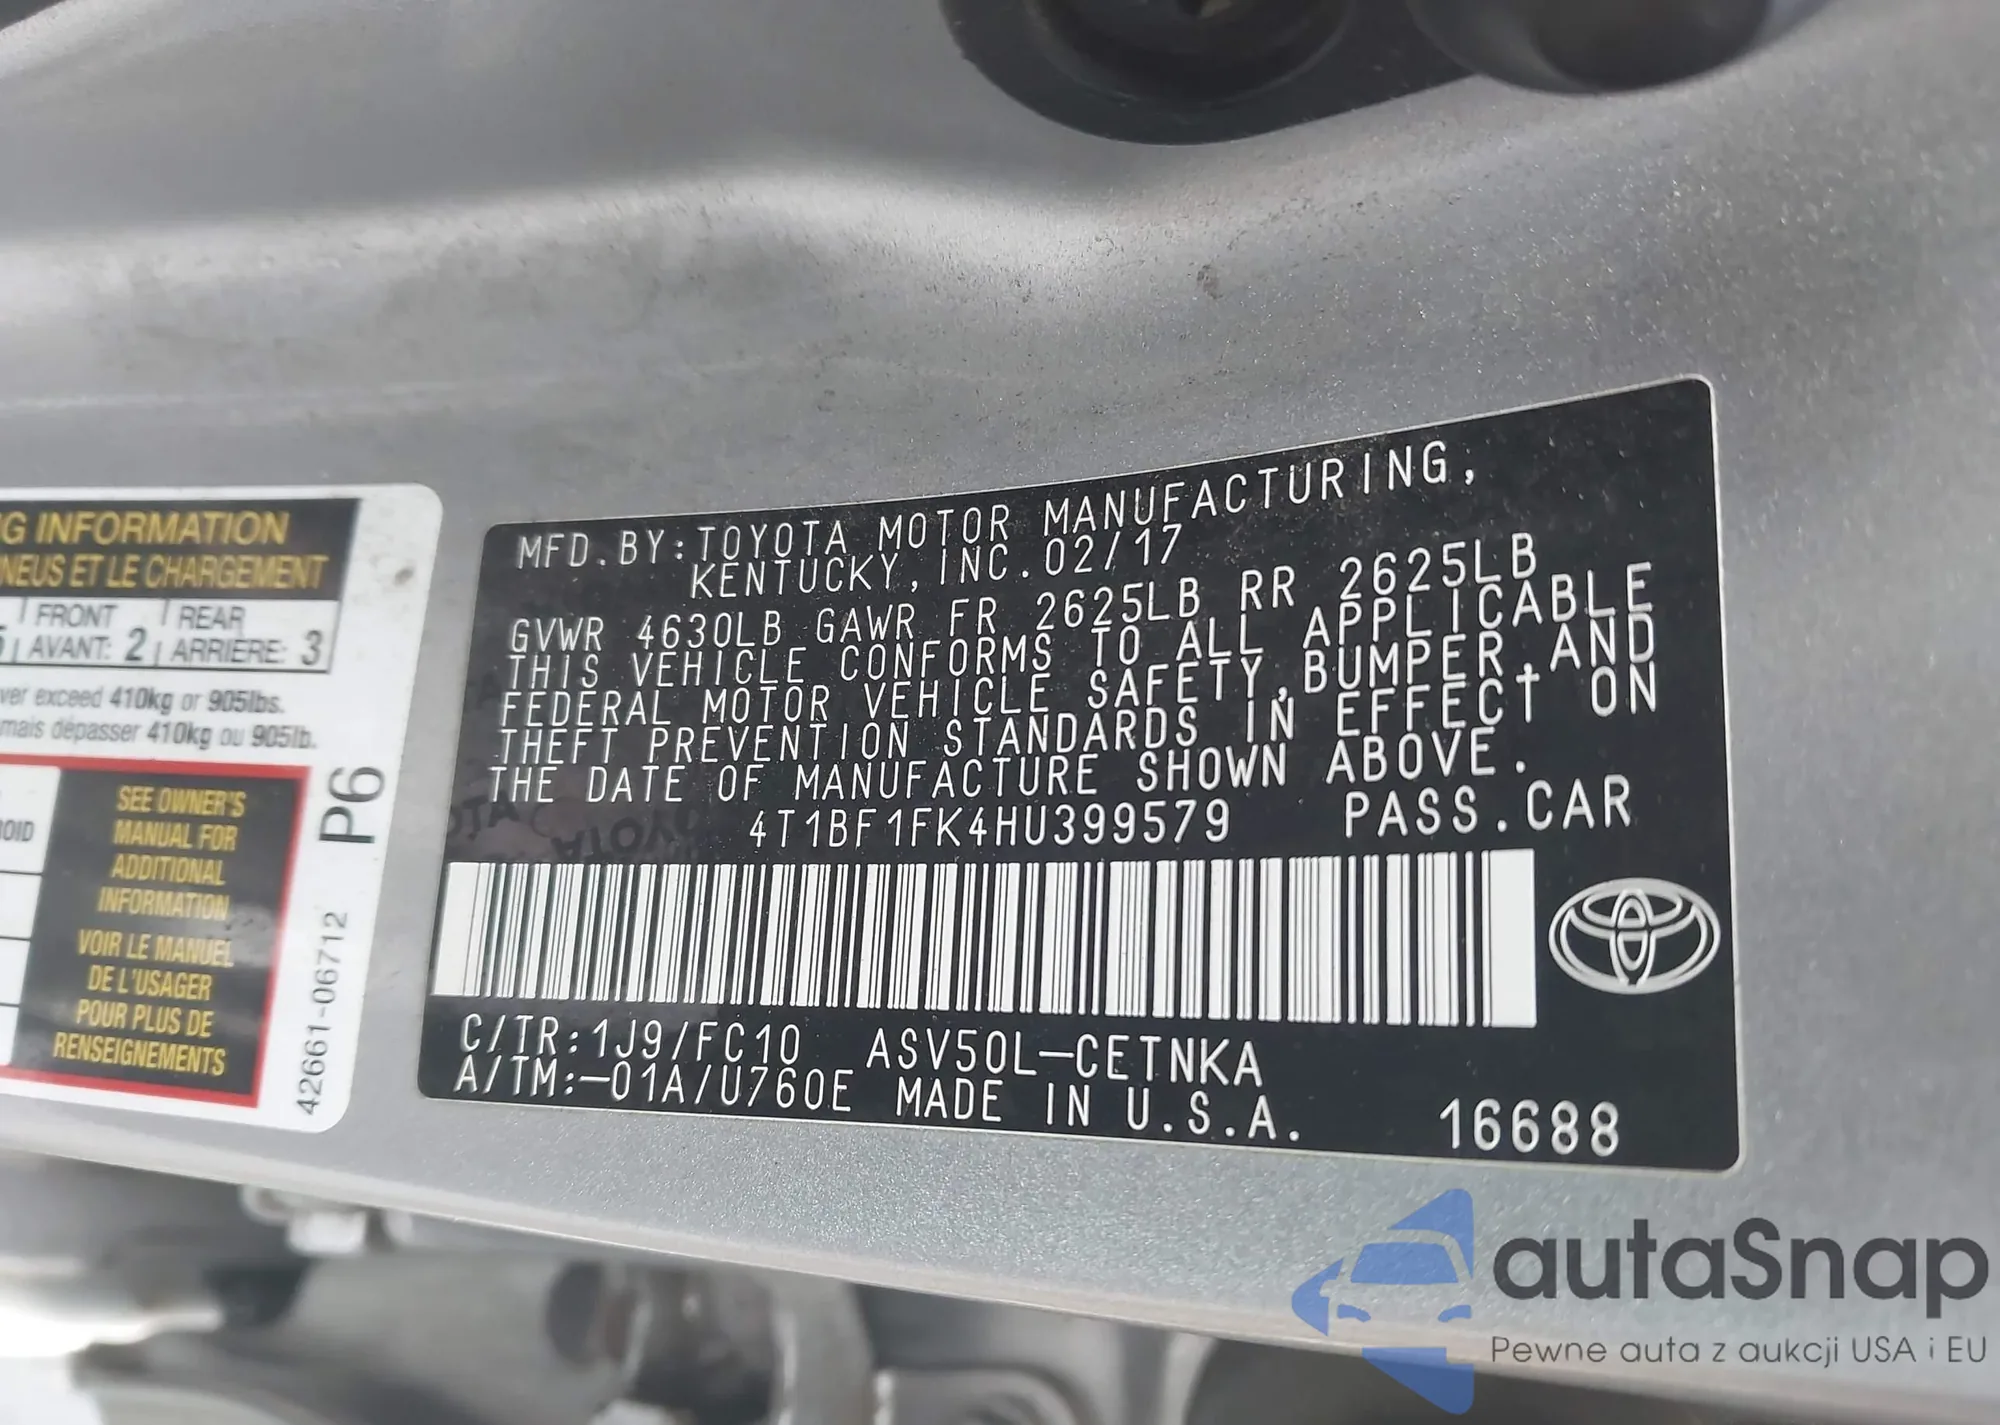 G INFORMATION
NEUS ET LE CHARGEMENT
FRONT REAR
AVANT: 2 ARRIÈRE: 3
ver exceed 410kg or 905lbs.
mais dépasser 410kg ou 905lb.
SEE OWNER'S
MANUAL FOR
ADDITIONAL
INFORMATION
VOIR LE MANUEL
DE L'USAGER
POUR PLUS DE
RENSEIGNEMENTS
P6
42661-06712
MFD.BY:TOYOTA MOTOR MANUFACTURING,
KENTUCKY,INC.02/17
GVWR 4630LB GAWR FR 2625LB RR 2625LB
THIS VEHICLE CONFORMS TO ALL APPLICABLE
FEDERAL MOTOR VEHICLE SAFETY,BUMPER,AND
THEFT PREVENTION STANDARDS IN EFFECT ON
THE DATE OF MANUFACTURE SHOWN ABOVE.
4T1BF1FK4HU399579 PASS.CAR
C/TR:1J9/FC10 ASV50L-CETNKA
A/TM:-01A/U760E MADE IN U.S.A. 16688
autaSnap
Pewne auta z aukcji USA i EU